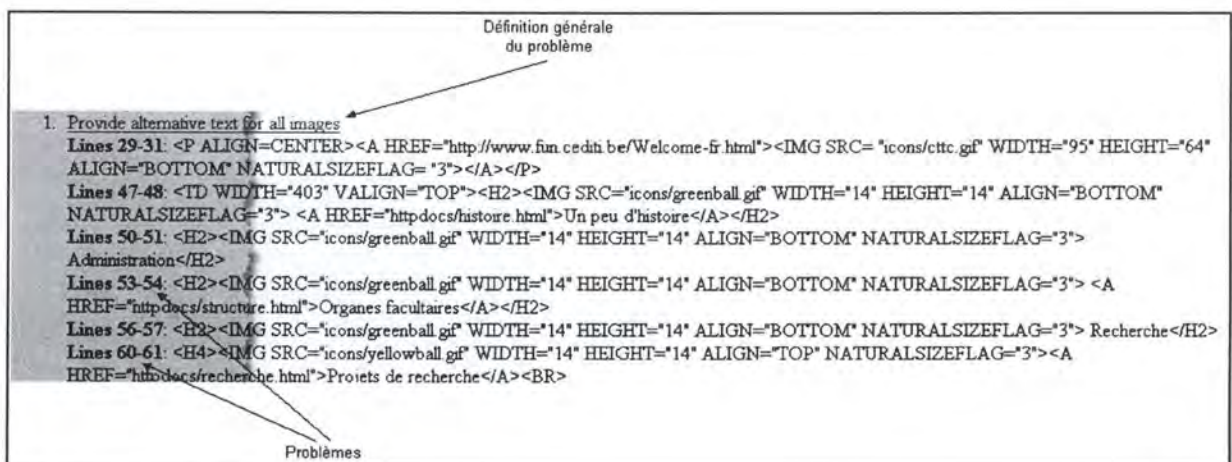 Définition générale
du problème
1. Provide alternative text for all images
Lines 29-31: <P ALIGN=CENTER><A HREF="http://www.fun.cediti.be/Welcome-fr.html"><IMG SRC= "icons/cttc.gif" WIDTH="95" HEIGHT="64"
ALIGN="BOTTOM" NATURALSIZEFLAG= "3"></A></P>
Lines 47-48: <TD WIDTH="403" VALIGN="TOP"><H2><IMG SRC="icons/greenball.gif" WIDTH="14" HEIGHT="14" ALIGN="BOTTOM"
NATURALSIZEFLAG="3"> <A HREF="httpdocs/histoire.html">Un peu d'histoire</A></H2>
Lines 50-51: <H2><IMG SRC="icons/greenball.gif" WIDTH="14" HEIGHT="14" ALIGN="BOTTOM" NATURALSIZEFLAG="3">
Administration</H2>
Lines 53-54: <H2><IMG SRC="icons/greenball.gif" WIDTH="14" HEIGHT="14" ALIGN="BOTTOM" NATURALSIZEFLAG="3"> <A
HREF="httpdocs/structure.html">Organes facultaires</A></H2>
Lines 56-57: <H2><IMG SRC="icons/greenball.gif" WIDTH="14" HEIGHT="14" ALIGN="BOTTOM" NATURALSIZEFLAG="3"> Recherche</H2>
Lines 60-61: <H4><IMG SRC="icons/yellowball.gif" WIDTH="14" HEIGHT="14" ALIGN="TOP" NATURALSIZEFLAG="3"><A
HREF="httpdocs/recherche.html">Projets de recherche</A><BR>
Problèmes